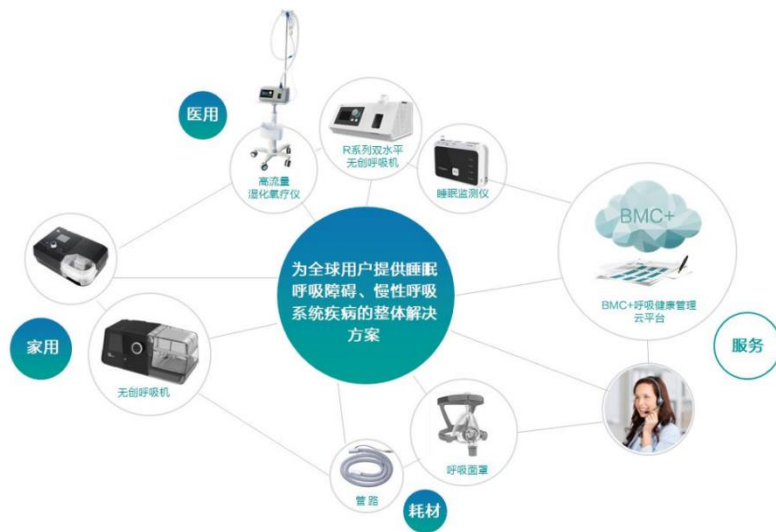 医用
R系列双水平
无创呼吸机
高流量
湿化氧疗仪
睡眠监测仪
BMC+
为全球用户提供睡眠
呼吸障碍、慢性呼吸
系统疾病的整体解决
方案
BMC+呼吸健康管理
云平台
家用
服务
无创呼吸机
呼吸面罩
管路
耗材